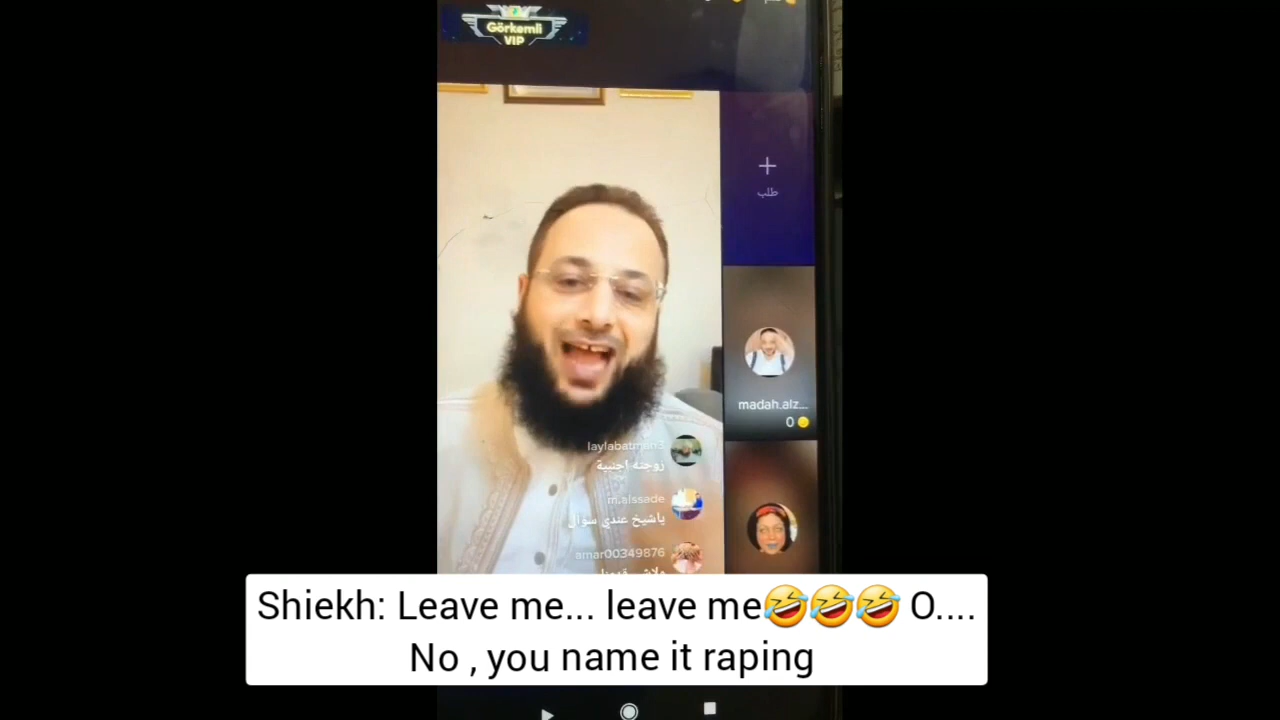 Görkemli
VIP
طلب
madah.alz...
0
laylabatman3
زوجته اجنبية
m.alssade
ياشيخ عندي سؤال
amar00349876
Shiekh: Leave me... leave me🤣🤣🤣 O....
No , you name it raping